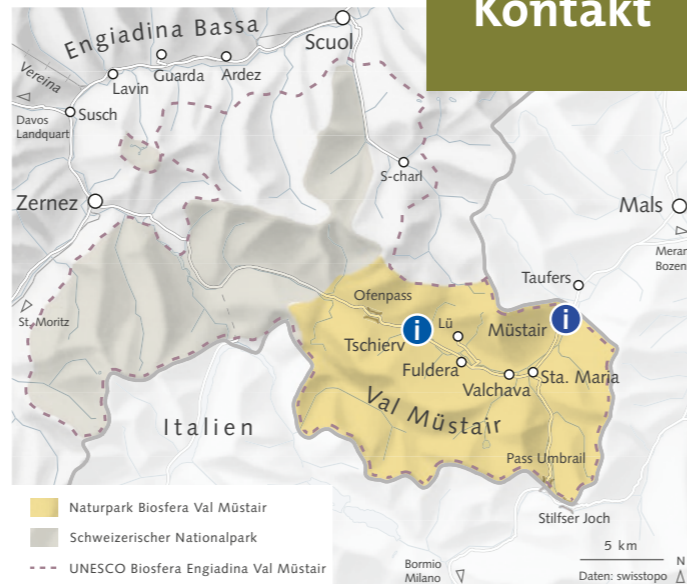 Kontakt
Engiadina Bassa
Scuol
Vereina
Lavin
Guarda
Ardez
Davos
Landquart
Susch
S-charl
Zernez
Mals
Meran
Bozen
Taufers
St. Moritz
Ofenpass
i
Lü
Müstair
i
Tschierv
Fuldera
Valchava
Sta. Maria
Val Müstair
Italien
Pass Umbrail
Stilfser Joch
Naturpark Biosfera Val Müstair
Schweizerischer Nationalpark
UNESCO Biosfera Engiadina Val Müstair
Bormio
Milano
5 km
N
Daten: swisstopo